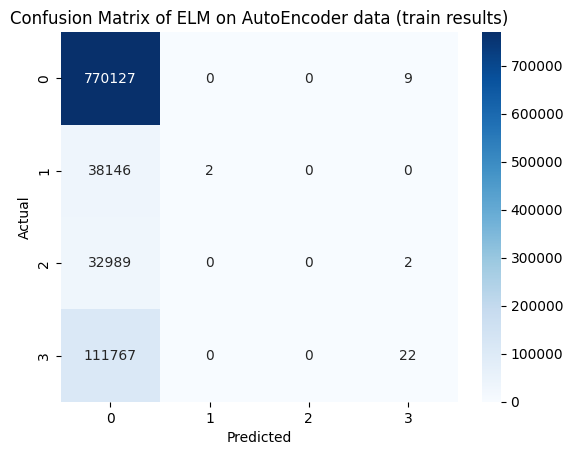 Confusion Matrix of ELM on AutoEncoder data (train results)
0 770127 0 0 9
1 38146 2 0 0
2 32989 0 0 2
3 111767 0 0 22
0 1 2 3
Predicted
Actual
700000
600000
500000
400000
300000
200000
100000
0